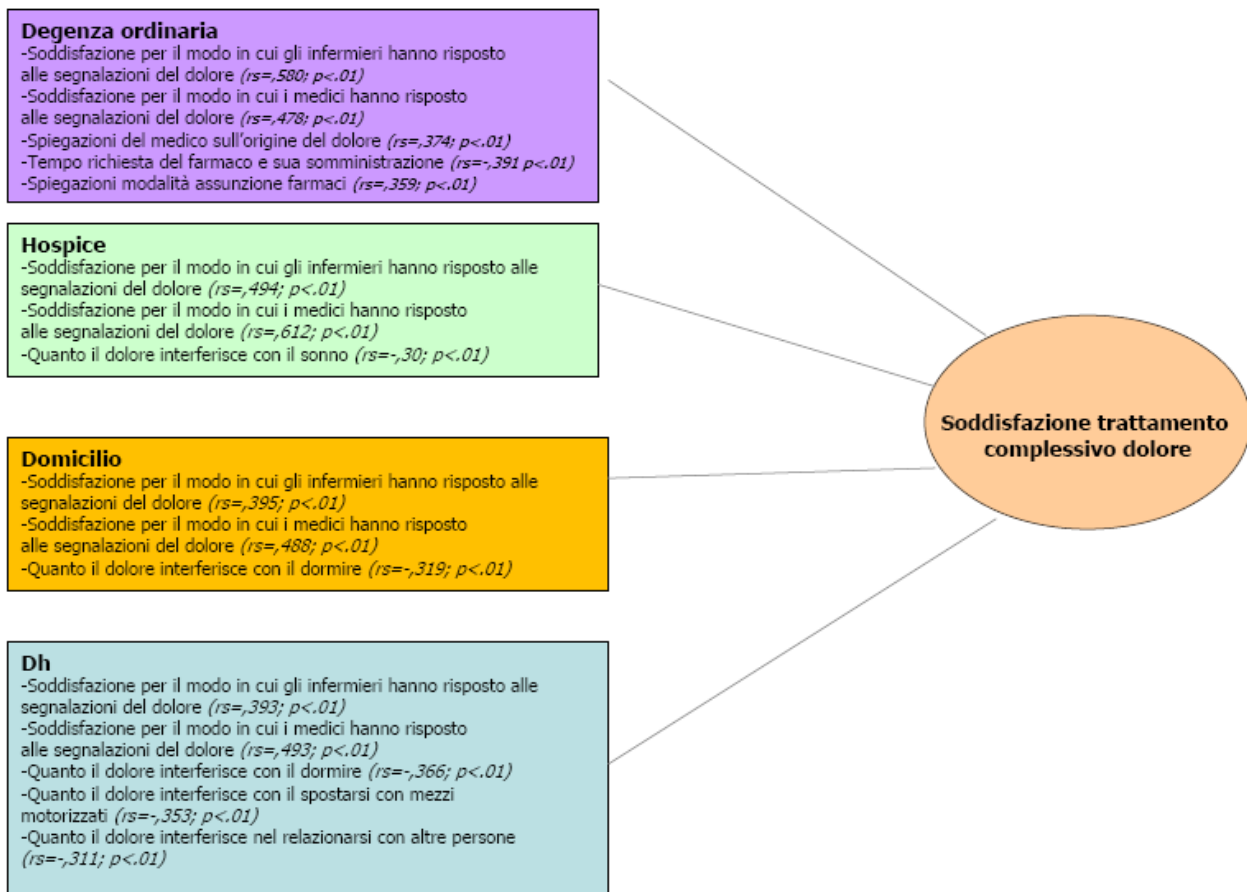 Degenza ordinaria
-Soddisfazione per il modo in cui gli infermieri hanno risposto
alle segnalazioni del dolore (rs=,580; p<.01)
-Soddisfazione per il modo in cui i medici hanno risposto
alle segnalazioni del dolore (rs=,478; p<.01)
-Spiegazioni del medico sull'origine del dolore (rs=,374; p<.01)
-Tempo richiesta del farmaco e sua somministrazione (rs=-,391 p<.01)
-Spiegazioni modalità assunzione farmaci (rs=,359; p<.01)
Hospice
-Soddisfazione per il modo in cui gli infermieri hanno risposto alle
segnalazioni del dolore (rs=,494; p<.01)
-Soddisfazione per il modo in cui i medici hanno risposto
alle segnalazioni del dolore (rs=,612; p<.01)
-Quanto il dolore interferisce con il sonno (rs=-,30; p<.01)
Domicilio
-Soddisfazione per il modo in cui gli infermieri hanno risposto alle
segnalazioni del dolore (rs=,395; p<.01)
-Soddisfazione per il modo in cui i medici hanno risposto
alle segnalazioni del dolore (rs=,488; p<.01)
-Quanto il dolore interferisce con il dormire (rs=-,319; p<.01)
Dh
-Soddisfazione per il modo in cui gli infermieri hanno risposto alle
segnalazioni del dolore (rs=,393; p<.01)
-Soddisfazione per il modo in cui i medici hanno risposto
alle segnalazioni del dolore (rs=,493; p<.01)
-Quanto il dolore interferisce con il dormire (rs=-,366; p<.01)
-Quanto il dolore interferisce con il spostarsi con mezzi
motorizzati (rs=-,353; p<.01)
-Quanto il dolore interferisce nel relazionarsi con altre persone
(rs=-,311; p<.01)
Soddisfazione trattamento
complessivo dolore